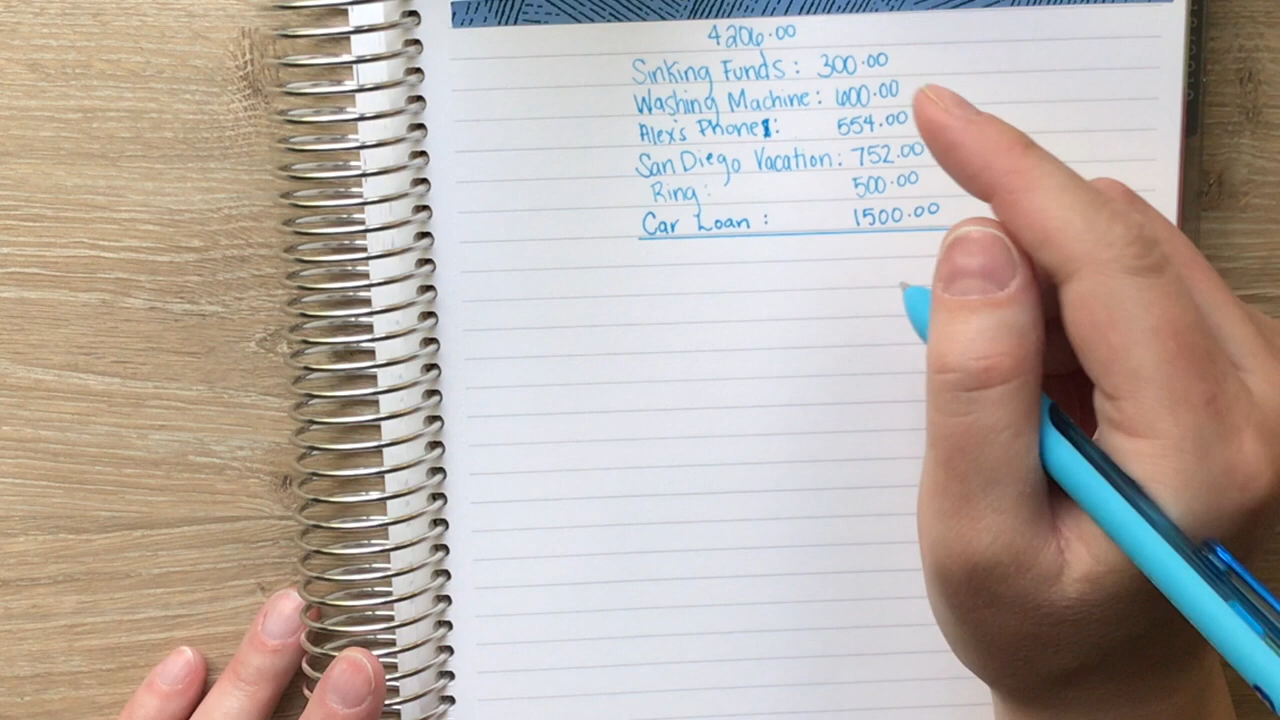 4206.00
Sinking Funds: 300.00
Washing Machine: 600.00
Alex's Phone:
554.00
San Diego Vacation: 752.00
Ring: 500.00
Car Loan: 1500.00